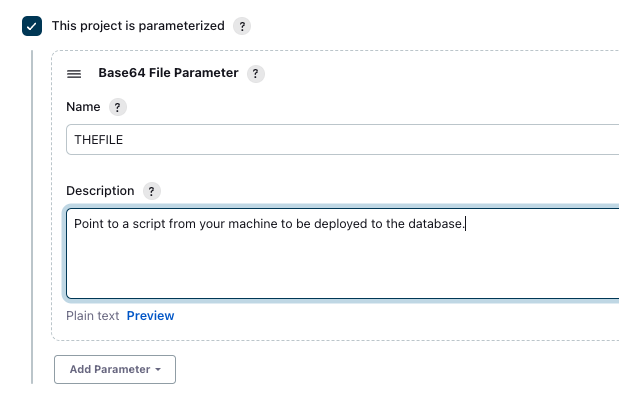 This project is parameterized ?
Base64 File Parameter ?
Name ?
THEFILE
Description ?
Point to a script from your machine to be deployed to the database.
Plain text Preview
Add Parameter